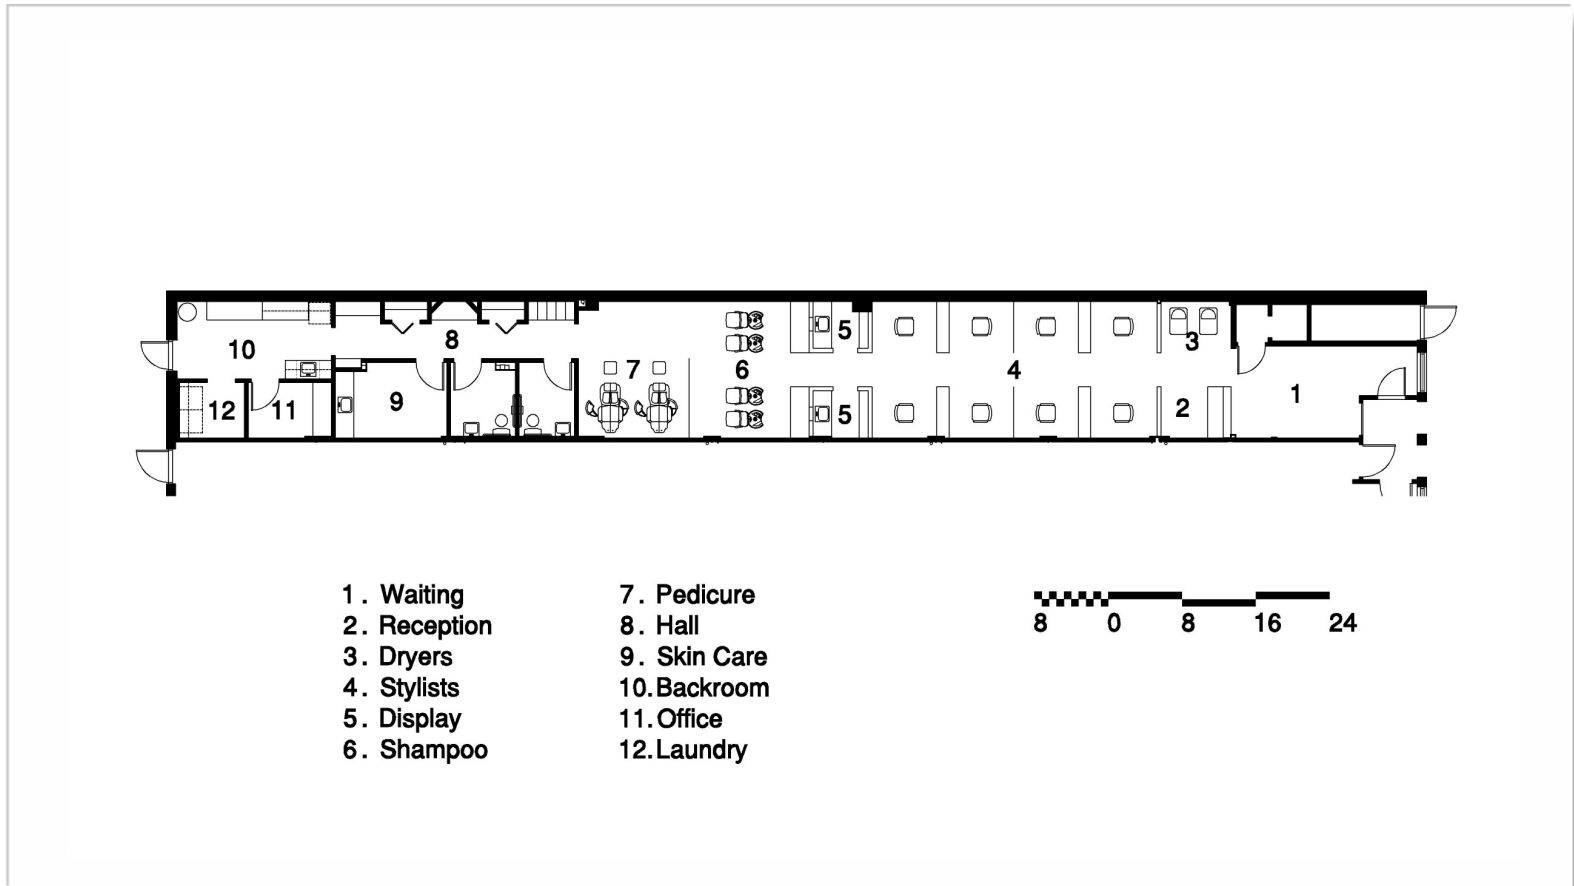 5
8
3
10
7
6
4
1
9
2
12
11
5
1. Waiting
2. Reception
3. Dryers
4. Stylists
5. Display
6. Shampoo
7. Pedicure
8. Hall
9. Skin Care
10. Backroom
11. Office
12. Laundry
8 0 8 16 24